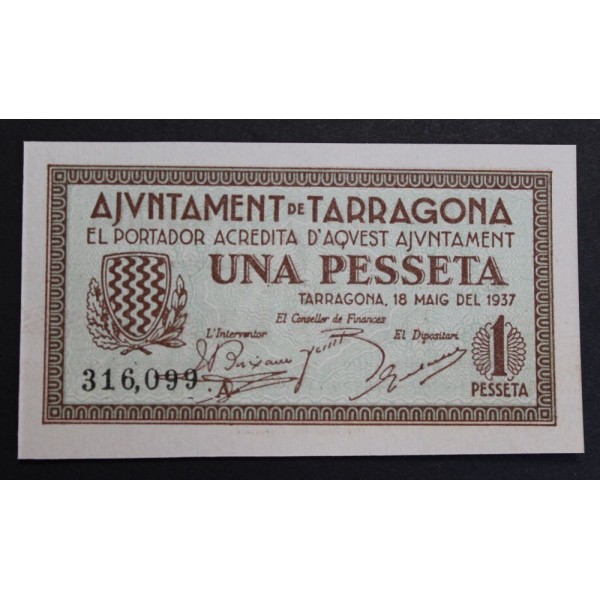 AJVNTAMENT DE TARRAGONA
EL PORTADOR ACREDITA D'AQVEST AJVNTAMENT
UNA PESSETA
TARRAGONA, 18 MAIG DEL 1937
El Conseller de Finances
L'Interventor
El Dipositari
316,099
A
1
PESSETA